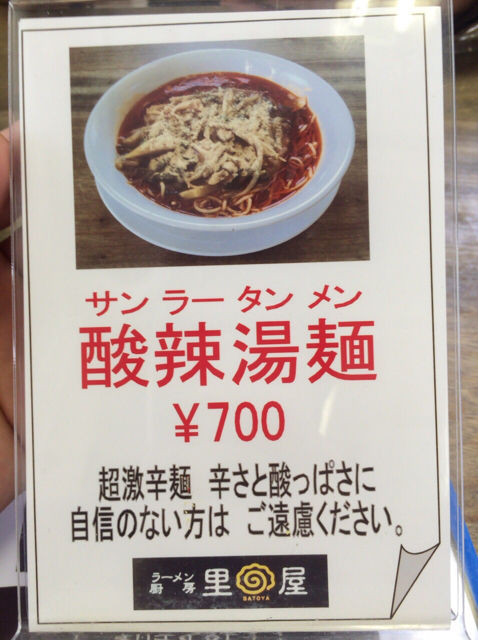 サン ラー タン メン
酸辣湯麺
¥700
超激辛麺 辛さと酸っぱさに
自信のない方は ご遠慮ください。
ラーメン
厨房 里屋
SATOYA